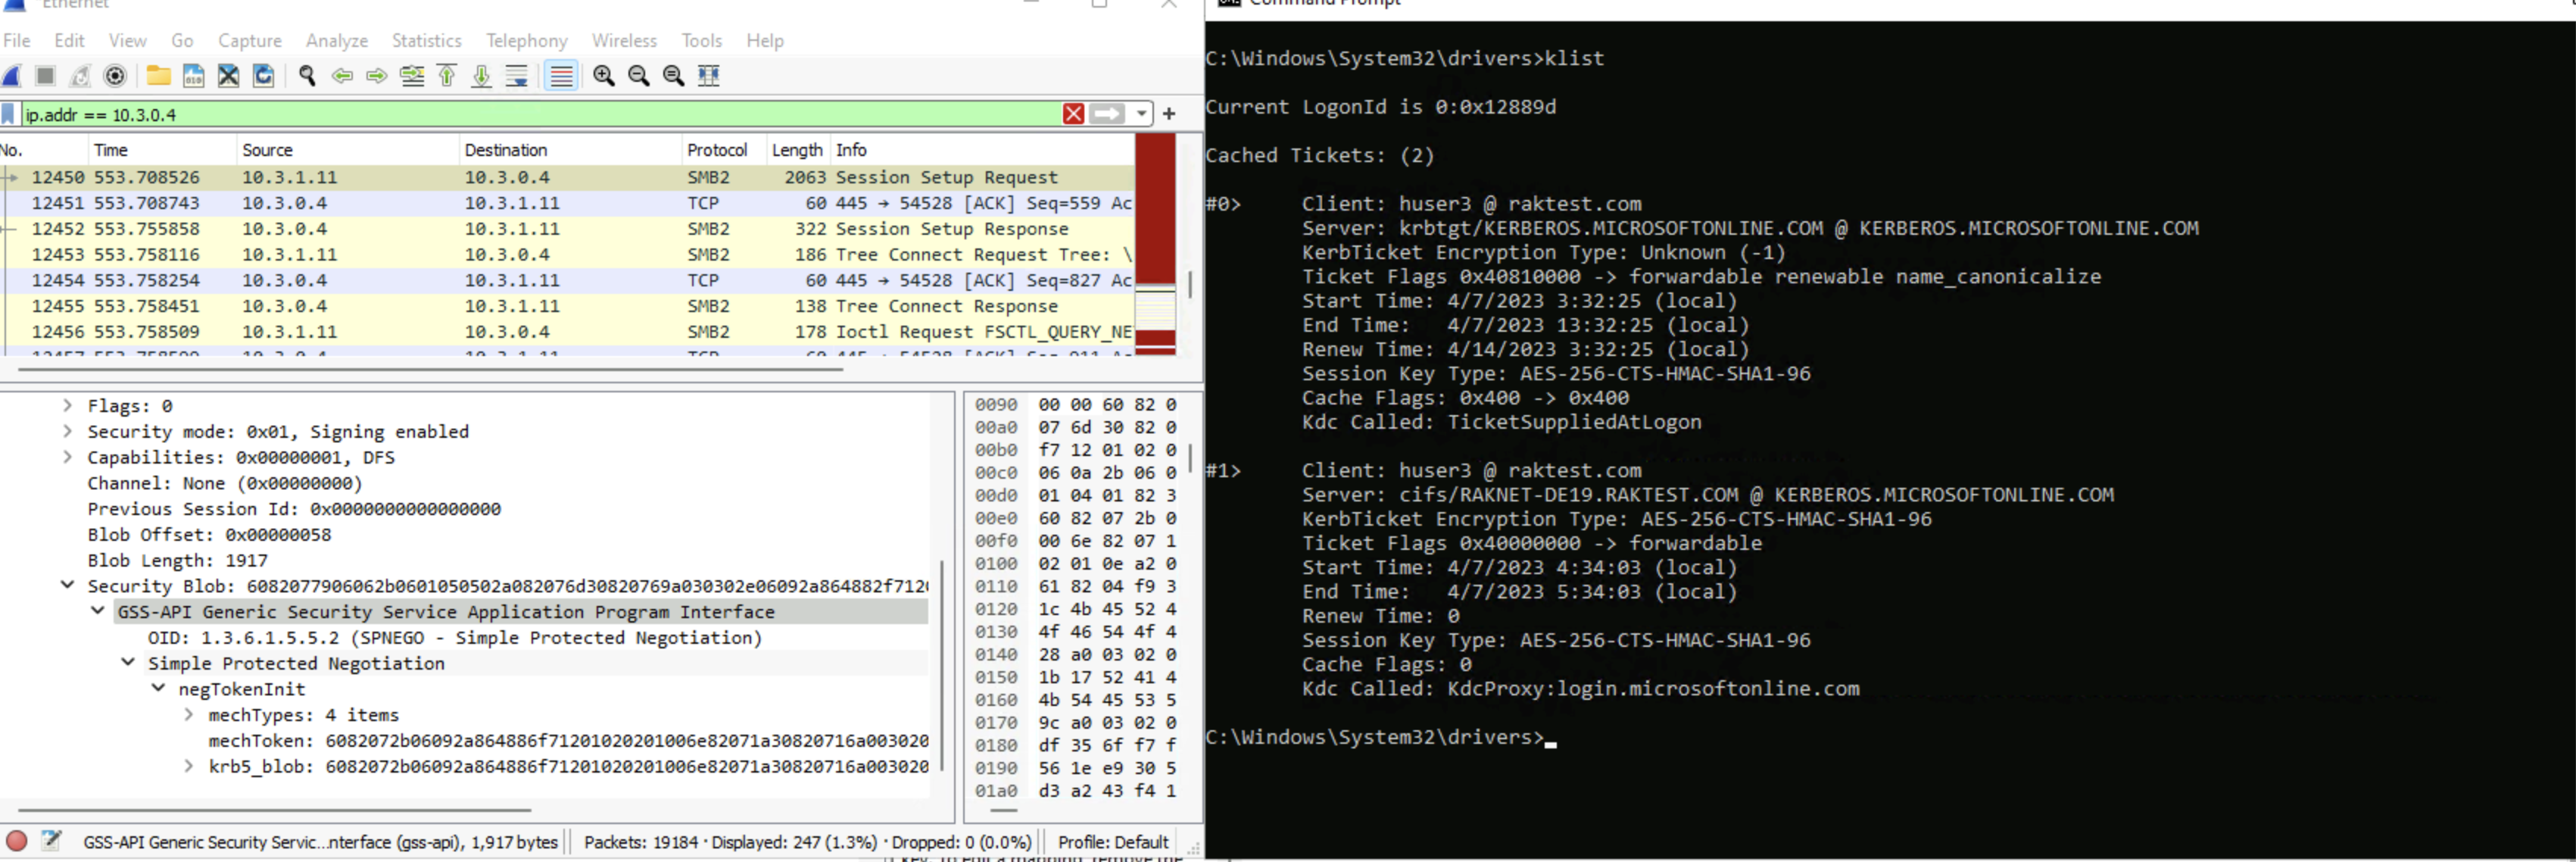 Ethernet
File Edit View Go Capture Analyze Statistics Telephony Wireless Tools Help
ip.addr == 10.3.0.4
No. Time Source Destination Protocol Length Info
12450 553.708526 10.3.1.11 10.3.0.4 SMB2 2063 Session Setup Request
12451 553.708743 10.3.0.4 10.3.1.11 TCP 60 445 → 54528 [ACK] Seq=559 Ac
12452 553.755858 10.3.0.4 10.3.1.11 SMB2 322 Session Setup Response
12453 553.758116 10.3.1.11 10.3.0.4 SMB2 186 Tree Connect Request Tree: \
12454 553.758254 10.3.0.4 10.3.1.11 TCP 60 445 → 54528 [ACK] Seq=827 Ac
12455 553.758451 10.3.0.4 10.3.1.11 SMB2 138 Tree Connect Response
12456 553.758509 10.3.1.11 10.3.0.4 SMB2 178 Ioctl Request FSCTL_QUERY_NE
Flags: 0
Security mode: 0x01, Signing enabled
Capabilities: 0x00000001, DFS
Channel: None (0x00000000)
Previous Session Id: 0x0000000000000000
Blob Offset: 0x00000058
Blob Length: 1917
Security Blob: 6082077906062b0601050502a082076d30820769a030302e06092a864882f712
GSS-API Generic Security Service Application Program Interface
OID: 1.3.6.1.5.5.2 (SPNEGO - Simple Protected Negotiation)
Simple Protected Negotiation
negTokenInit
mechTypes: 4 items
mechToken: 6082072b06092a864886f71201020201006e82071a30820716a003020
krb5_blob: 6082072b06092a864886f71201020201006e82071a30820716a003020
0090 00 00 60 82 0
00a0 07 6d 30 82 0
00b0 f7 12 01 02 0
00c0 06 0a 2b 06 0
00d0 01 04 01 82 3
00e0 60 82 07 2b 0
00f0 00 6e 82 07 1
0100 02 01 0e a2 0
0110 61 82 04 f9 3
0120 1c 4b 45 52 4
0130 4f 46 54 4f 4
0140 28 a0 03 02 0
0150 1b 17 52 41 4
0160 4b 54 45 53 5
0170 9c a0 03 02 0
0180 df 35 6f f7 f
0190 56 1e e9 30 5
01a0 d3 a2 43 f4 1
GSS-API Generic Security Servic...nterface (gss-api), 1,917 bytes Packets: 19184 · Displayed: 247 (1.3%) · Dropped: 0 (0.0%) Profile: Default
Command Prompt
C:\Windows\System32\drivers>klist
Current LogonId is 0:0x12889d
Cached Tickets: (2)
#0> Client: huser3 @ raktest.com
Server: krbtgt/KERBEROS.MICROSOFTONLINE.COM @ KERBEROS.MICROSOFTONLINE.COM
KerbTicket Encryption Type: Unknown (-1)
Ticket Flags 0x40810000 -> forwardable renewable name_canonicalize
Start Time: 4/7/2023 3:32:25 (local)
End Time: 4/7/2023 13:32:25 (local)
Renew Time: 4/14/2023 3:32:25 (local)
Session Key Type: AES-256-CTS-HMAC-SHA1-96
Cache Flags: 0x400 -> 0x400
Kdc Called: TicketSuppliedAtLogon
#1> Client: huser3 @ raktest.com
Server: cifs/RAKNET-DE19.RAKTEST.COM @ KERBEROS.MICROSOFTONLINE.COM
KerbTicket Encryption Type: AES-256-CTS-HMAC-SHA1-96
Ticket Flags 0x40000000 -> forwardable
Start Time: 4/7/2023 4:34:03 (local)
End Time: 4/7/2023 5:34:03 (local)
Renew Time: 0
Session Key Type: AES-256-CTS-HMAC-SHA1-96
Cache Flags: 0
Kdc Called: KdcProxy:login.microsoftonline.com
C:\Windows\System32\drivers>